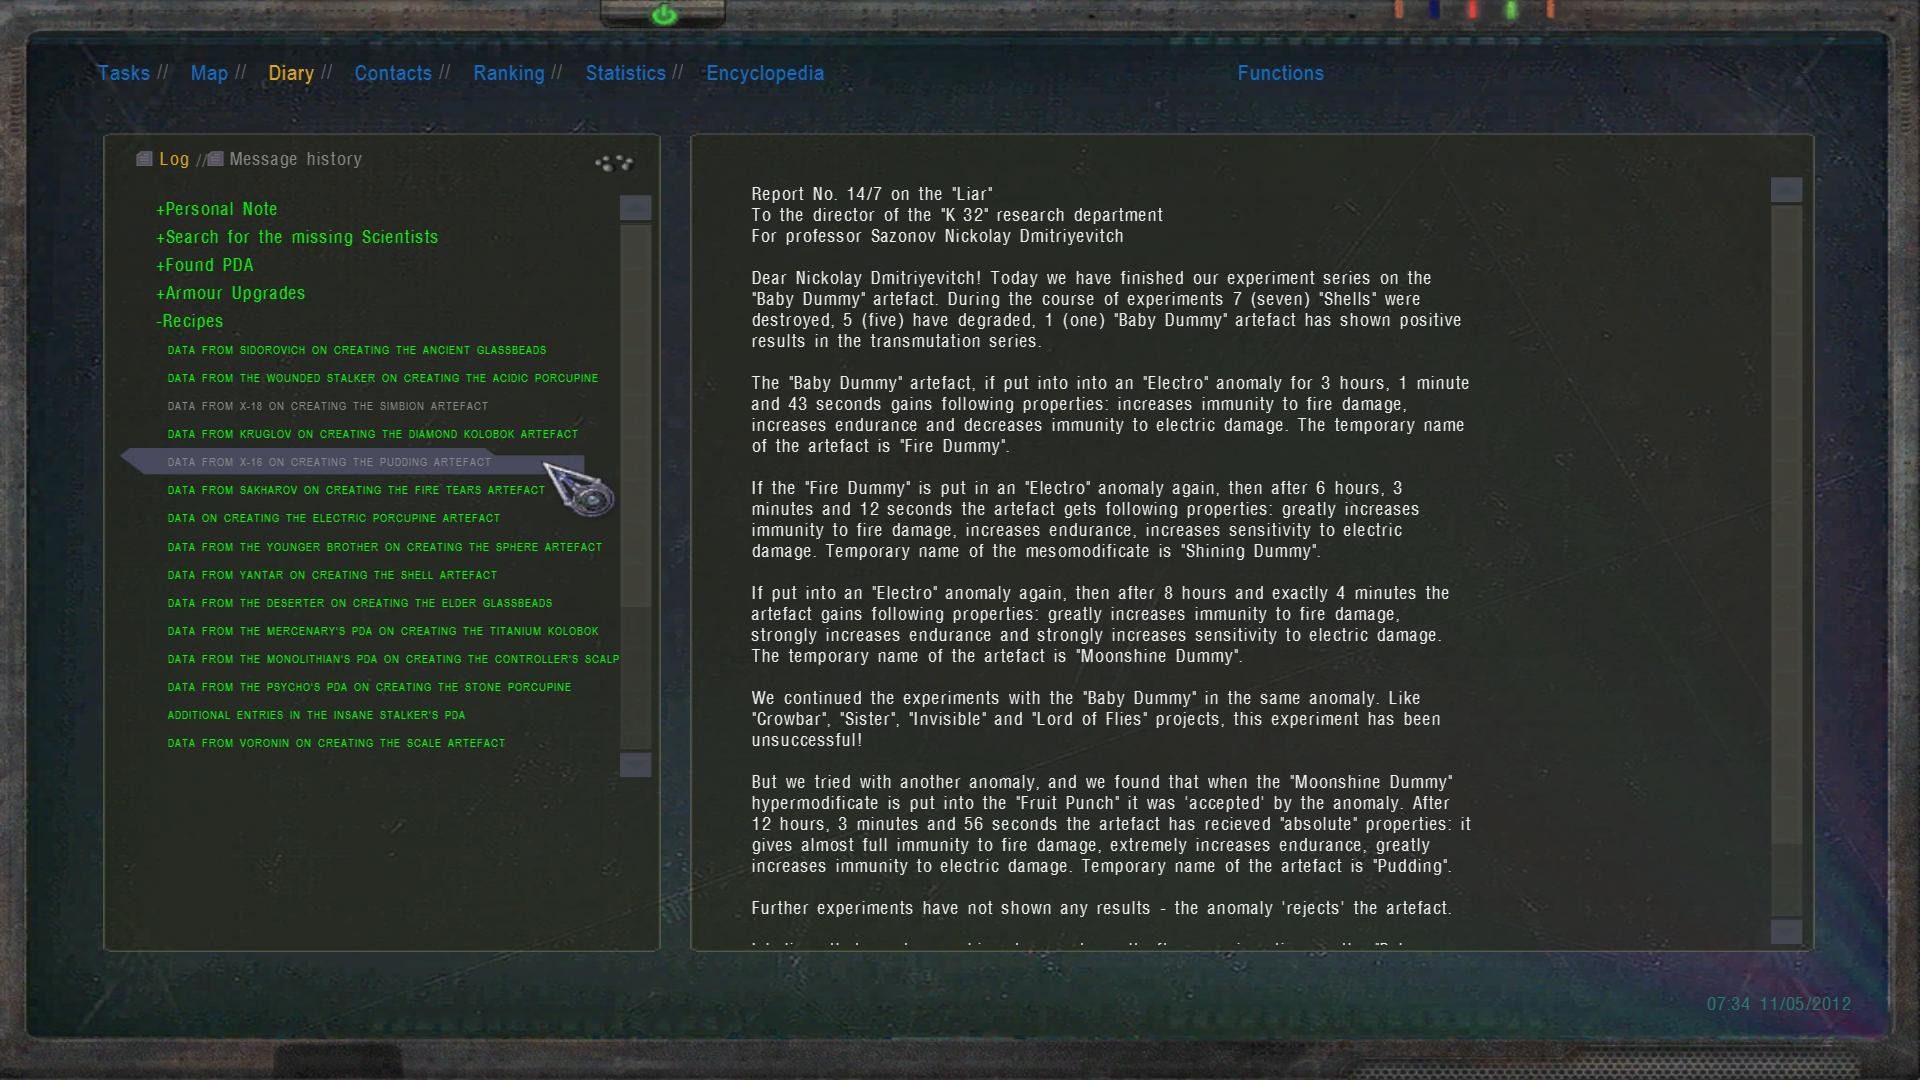 Tasks // Map // Diary // Contacts // Ranking // Statistics // Encyclopedia
Functions
Log // Message history
+Personal Note
+Search for the missing Scientists
+Found PDA
+Armour Upgrades
-Recipes
DATA FROM SIDOROVICH ON CREATING THE ANCIENT GLASSBEADS
DATA FROM THE WOUNDED STALKER ON CREATING THE ACIDIC PORCUPINE
DATA FROM X-18 ON CREATING THE SIMBION ARTEFACT
DATA FROM KRUGLOV ON CREATING THE DIAMOND KOLOBOK ARTEFACT
DATA FROM X-16 ON CREATING THE PUDDING ARTEFACT
DATA FROM SAKHAROV ON CREATING THE FIRE TEARS ARTEFACT
DATA ON CREATING THE ELECTRIC PORCUPINE ARTEFACT
DATA FROM THE YOUNGER BROTHER ON CREATING THE SPHERE ARTEFACT
DATA FROM YANTAR ON CREATING THE SHELL ARTEFACT
DATA FROM THE DESERTER ON CREATING THE ELDER GLASSBEADS
DATA FROM THE MERCENARY'S PDA ON CREATING THE TITANIUM KOLOBOK
DATA FROM THE MONOLITHIAN'S PDA ON CREATING THE CONTROLLER'S SCALP
DATA FROM THE PSYCHO'S PDA ON CREATING THE STONE PORCUPINE
ADDITIONAL ENTRIES IN THE INSANE STALKER'S PDA
DATA FROM VORONIN ON CREATING THE SCALE ARTEFACT
Report No. 14/7 on the "Liar"
To the director of the "K 32" research department
For professor Sazonov Nickolay Dmitriyevitch
Dear Nickolay Dmitriyevitch! Today we have finished our experiment series on the
"Baby Dummy" artefact. During the course of experiments 7 (seven) "Shells" were
destroyed, 5 (five) have degraded, 1 (one) "Baby Dummy" artefact has shown positive
results in the transmutation series.
The "Baby Dummy" artefact, if put into into an "Electro" anomaly for 3 hours, 1 minute
and 43 seconds gains following properties: increases immunity to fire damage,
increases endurance and decreases immunity to electric damage. The temporary name
of the artefact is "Fire Dummy".
If the "Fire Dummy" is put in an "Electro" anomaly again, then after 6 hours, 3
minutes and 12 seconds the artefact gets following properties: greatly increases
immunity to fire damage, increases endurance, increases sensitivity to electric
damage. Temporary name of the mesomodificate is "Shining Dummy".
If put into an "Electro" anomaly again, then after 8 hours and exactly 4 minutes the
artefact gains following properties: greatly increases immunity to fire damage,
strongly increases endurance and strongly increases sensitivity to electric damage.
The temporary name of the artefact is "Moonshine Dummy".
We continued the experiments with the "Baby Dummy" in the same anomaly. Like
"Crowbar", "Sister", "Invisible" and "Lord of Flies" projects, this experiment has been
unsuccessful!
But we tried with another anomaly, and we found that when the "Moonshine Dummy"
hypermodificate is put into the "Fruit Punch" it was 'accepted' by the anomaly. After
12 hours, 3 minutes and 56 seconds the artefact has recieved "absolute" properties: it
gives almost full immunity to fire damage, extremely increases endurance, greatly
increases immunity to electric damage. Temporary name of the artefact is "Pudding".
Further experiments have not shown any results - the anomaly 'rejects' the artefact.
07:34 11/05/2012